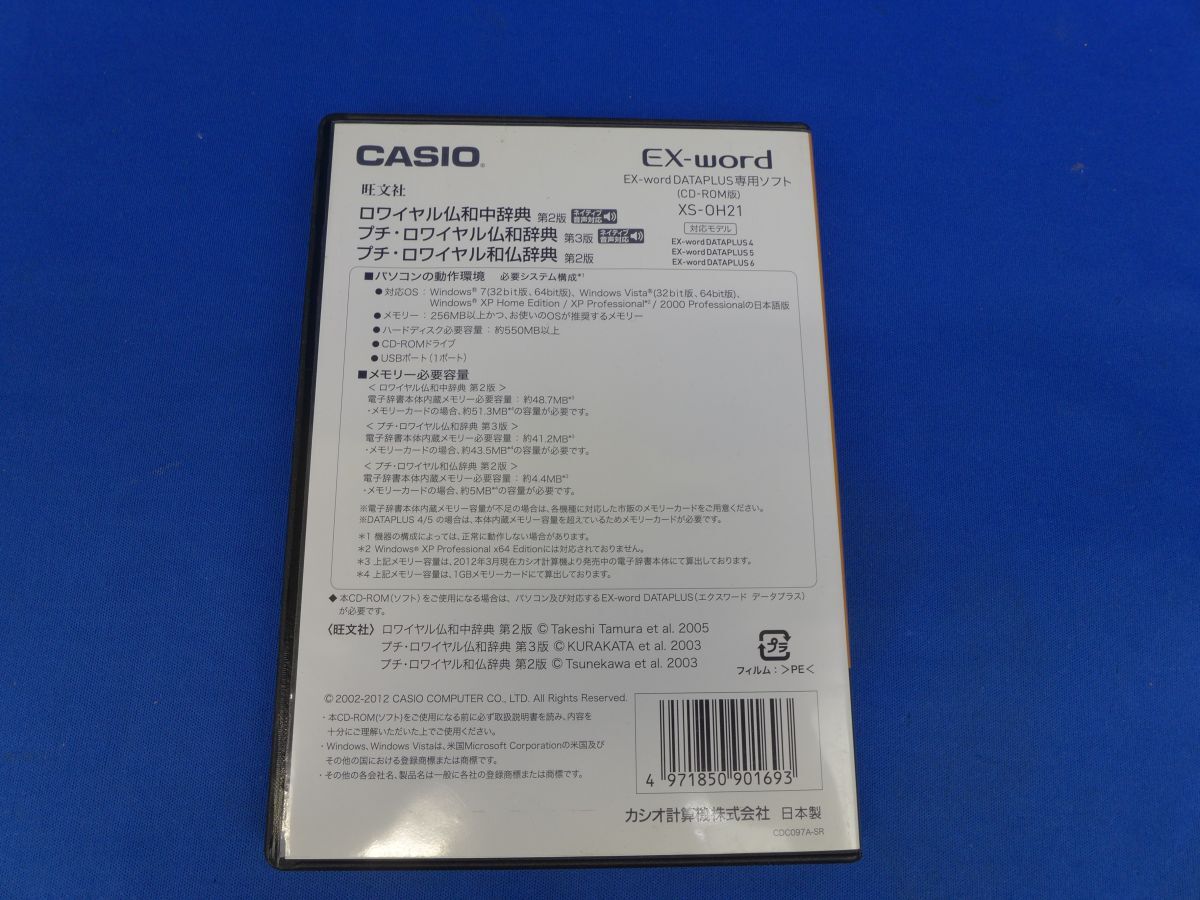 CASIO®
EX-word
EX-word DATAPLUS専用ソフト
(CD-ROM版)
XS-OH21
対応モデル
EX-word DATAPLUS 4
EX-word DATAPLUS 5
EX-word DATAPLUS 6
旺文社
ロワイヤル仏和中辞典 第2版 ネイティブ音声対応
プチ・ロワイヤル仏和辞典 第3版 ネイティブ音声対応
プチ・ロワイヤル和仏辞典 第2版
■パソコンの動作環境 必要システム構成*1
●対応OS：Windows® 7(32bit版、64bit版)、Windows Vista®(32bit版、64bit版)、
Windows® XP Home Edition / XP Professional*2 / 2000 Professionalの日本語版
●メモリー：256MB以上かつ、お使いのOSが推奨するメモリー
●ハードディスク必要容量：約550MB以上
●CD-ROMドライブ
●USBポート(1ポート)
■メモリー必要容量
＜ロワイヤル仏和中辞典 第2版＞
電子辞書本体内蔵メモリー必要容量：約48.7MB*3
・メモリーカードの場合、約51.3MB*4の容量が必要です。
＜プチ・ロワイヤル仏和辞典 第3版＞
電子辞書本体内蔵メモリー必要容量：約41.2MB*3
・メモリーカードの場合、約43.5MB*4の容量が必要です。
＜プチ・ロワイヤル和仏辞典 第2版＞
電子辞書本体内蔵メモリー必要容量：約4.4MB*3
・メモリーカードの場合、約5MB*4の容量が必要です。
※電子辞書本体内蔵メモリー容量が不足の場合は、各機種に対応した市販のメモリーカードをご用意ください。
※DATAPLUS 4/5 の場合は、本体内蔵メモリー容量を超えているためメモリーカードが必要です。
*1 機器の構成によっては、正常に動作しない場合があります。
*2 Windows® XP Professional x64 Editionには対応されておりません。
*3 上記メモリー容量は、2012年3月現在カシオ計算機より発売中の電子辞書本体にて算出しております。
*4 上記メモリー容量は、1GBメモリーカードにて算出しております。
◆本CD-ROM(ソフト)をご使用になる場合は、パソコン及び対応するEX-word DATAPLUS(エクスワード データプラス)
が必要です。
〈旺文社〉ロワイヤル仏和中辞典 第2版 © Takeshi Tamura et al. 2005
プチ・ロワイヤル仏和辞典 第3版 © KURAKATA et al. 2003
プチ・ロワイヤル和仏辞典 第2版 © Tsunekawa et al. 2003
プラ
フィルム：＞PE＜
© 2002-2012 CASIO COMPUTER CO., LTD. All Rights Reserved.
・本CD-ROM(ソフト)をご使用になる前に必ず取扱説明書を読み、内容を
十分にご理解いただいた上でご使用ください。
・Windows、Windows Vistaは、米国Microsoft Corporationの米国及び
その他の国における登録商標または商標です。
・その他の各会社名、製品名は一般に各社の登録商標または商標です。
4 971850 901693
カシオ計算機株式会社 日本製
CDC097A-SR